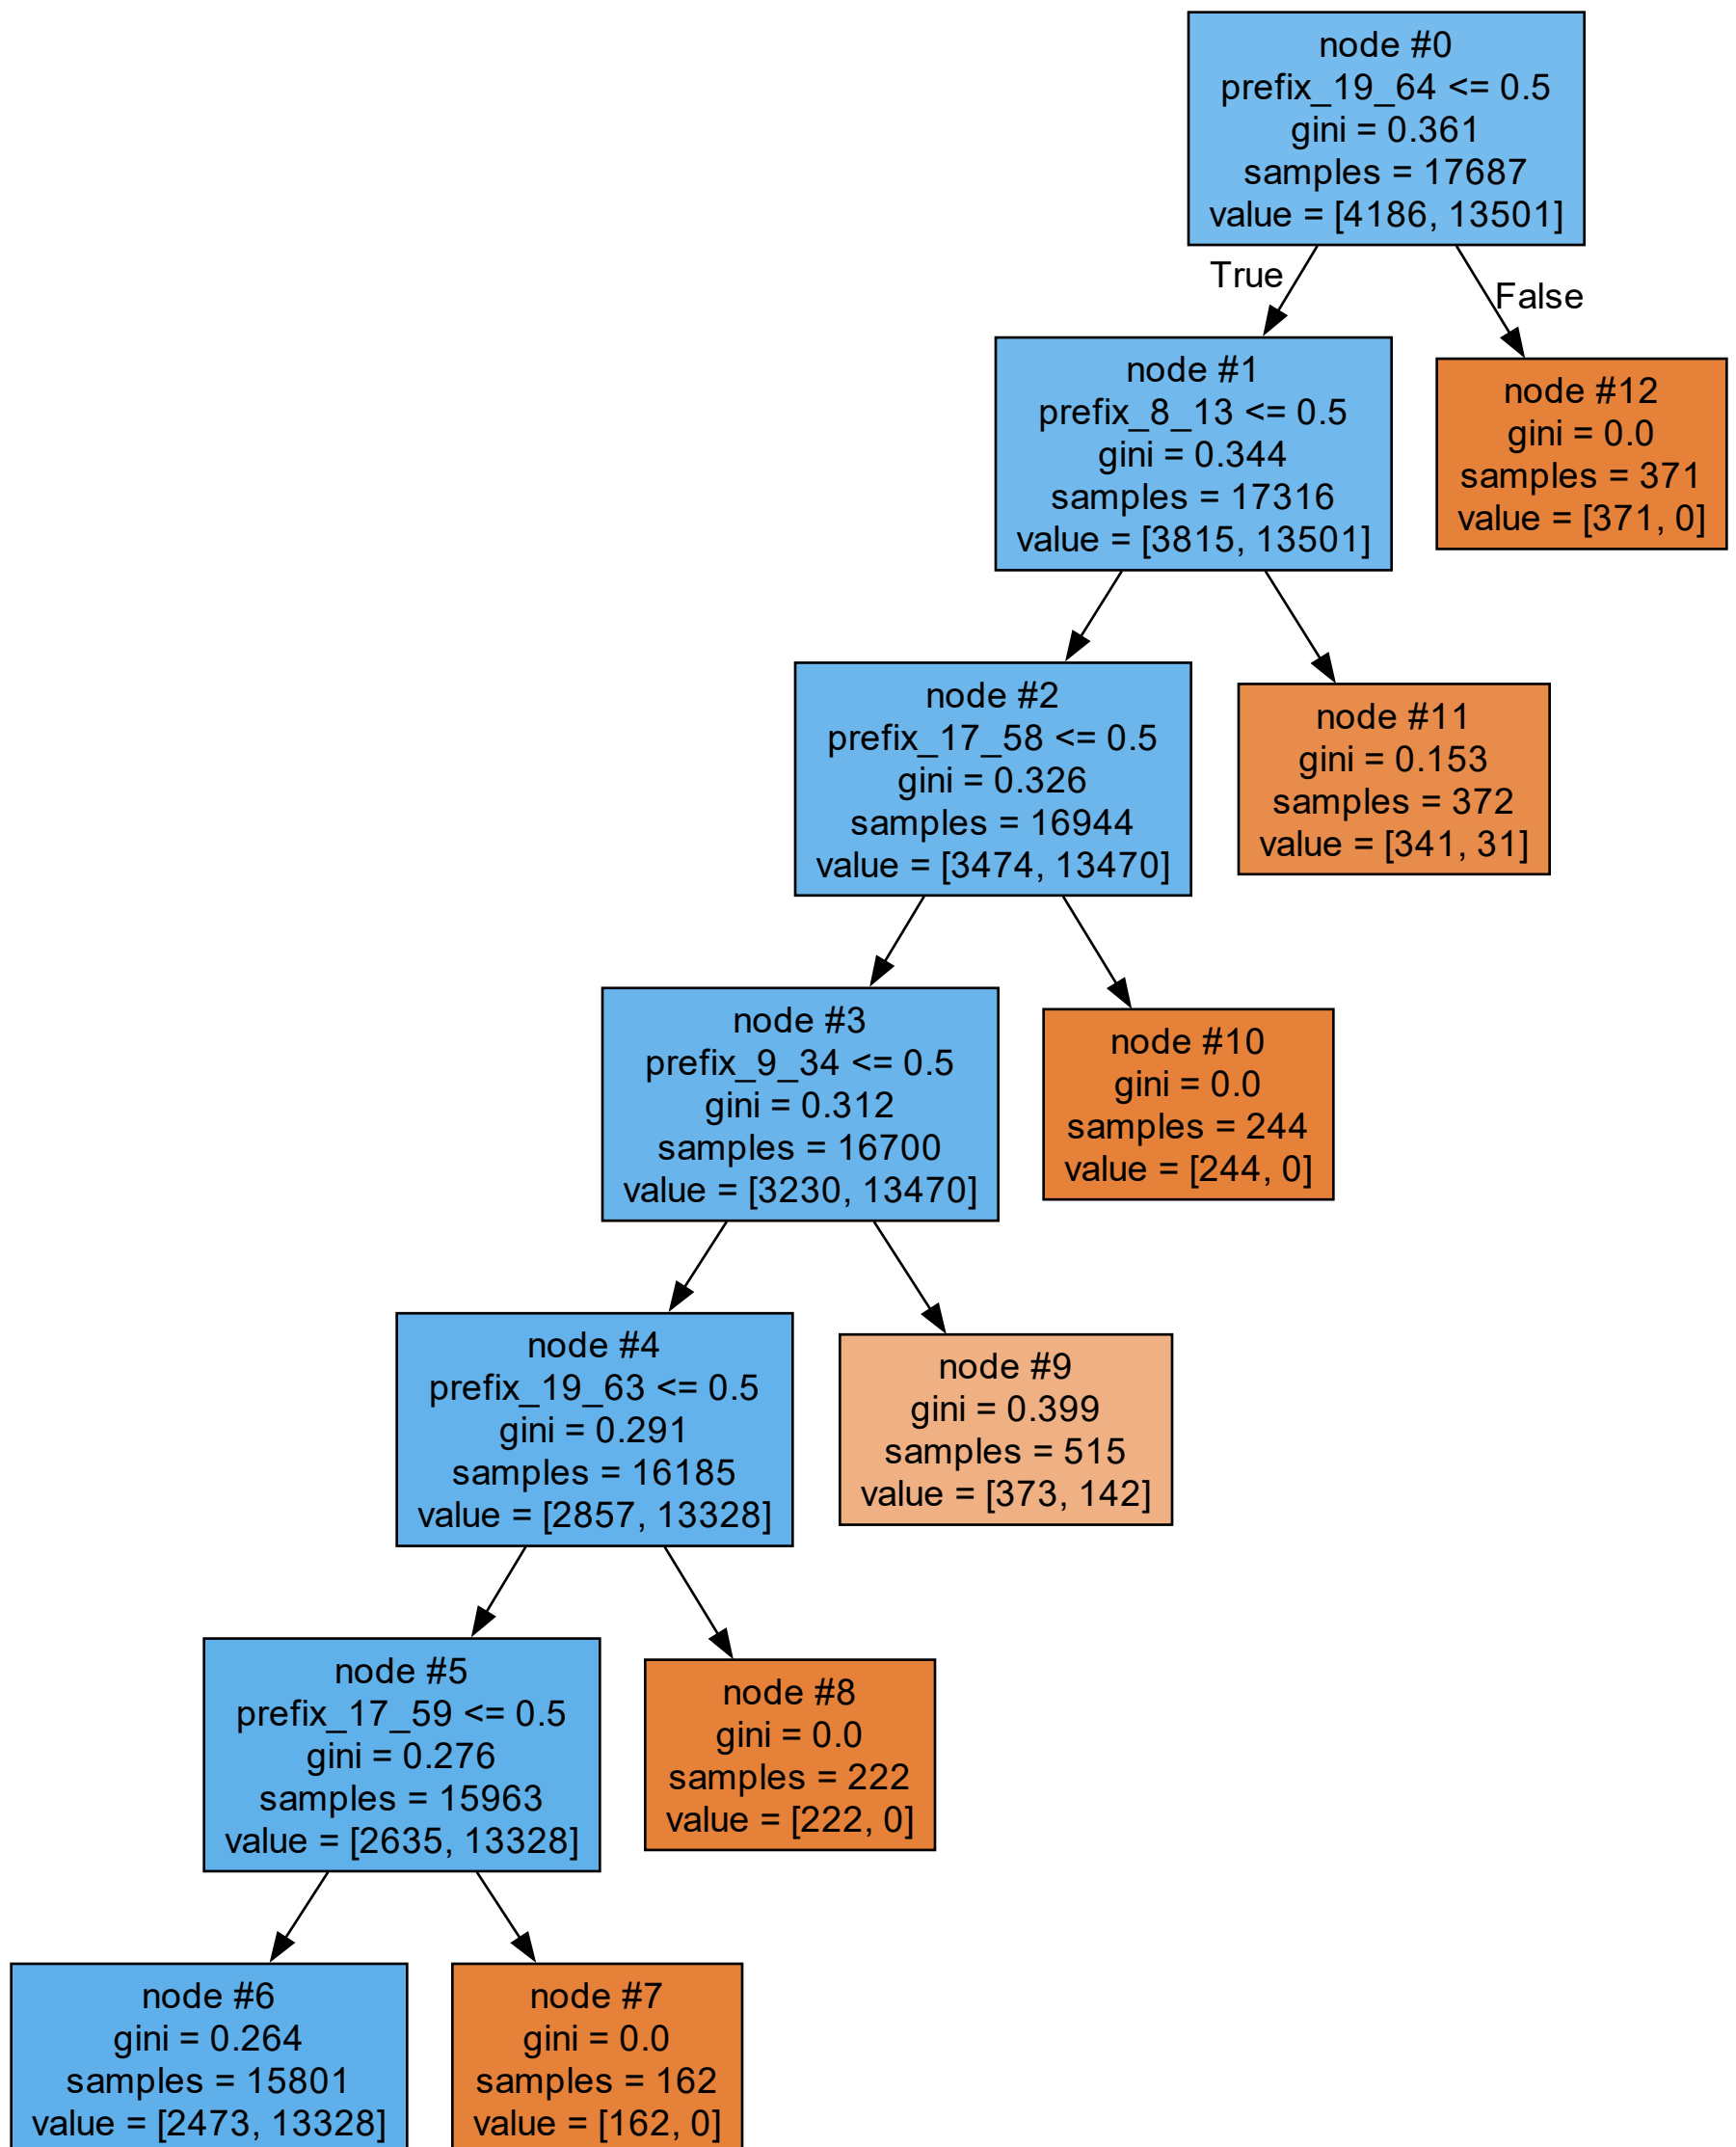 node #0
prefix_19_64 <= 0.5
gini = 0.361
samples = 17687
value = [4186, 13501]
True
False
node #1
prefix_8_13 <= 0.5
gini = 0.344
samples = 17316
value = [3815, 13501]
node #12
gini = 0.0
samples = 371
value = [371, 0]
node #2
prefix_17_58 <= 0.5
gini = 0.326
samples = 16944
value = [3474, 13470]
node #11
gini = 0.153
samples = 372
value = [341, 31]
node #3
prefix_9_34 <= 0.5
gini = 0.312
samples = 16700
value = [3230, 13470]
node #10
gini = 0.0
samples = 244
value = [244, 0]
node #4
prefix_19_63 <= 0.5
gini = 0.291
samples = 16185
value = [2857, 13328]
node #9
gini = 0.399
samples = 515
value = [373, 142]
node #5
prefix_17_59 <= 0.5
gini = 0.276
samples = 15963
value = [2635, 13328]
node #8
gini = 0.0
samples = 222
value = [222, 0]
node #6
gini = 0.264
samples = 15801
value = [2473, 13328]
node #7
gini = 0.0
samples = 162
value = [162, 0]